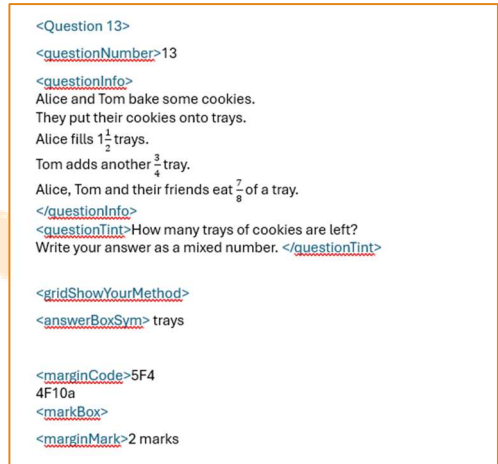 <Question 13>
<questionNumber>13
<questionInfo>
Alice and Tom bake some cookies.
They put their cookies onto trays.
Alice fills 1 1/2 trays.
Tom adds another 3/4 tray.
Alice, Tom and their friends eat 7/8 of a tray.
</questionInfo>
<questionTint>How many trays of cookies are left?
Write your answer as a mixed number. </questionTint>
<gridShowYourMethod>
<answerBoxSym> trays
<marginCode>5F4
4F10a
<markBox>
<marginMark>2 marks